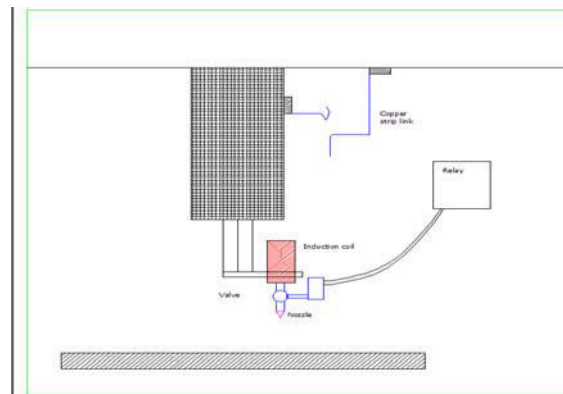 Copper
strip link
Relay
Induction coil
Valve
Nozzle